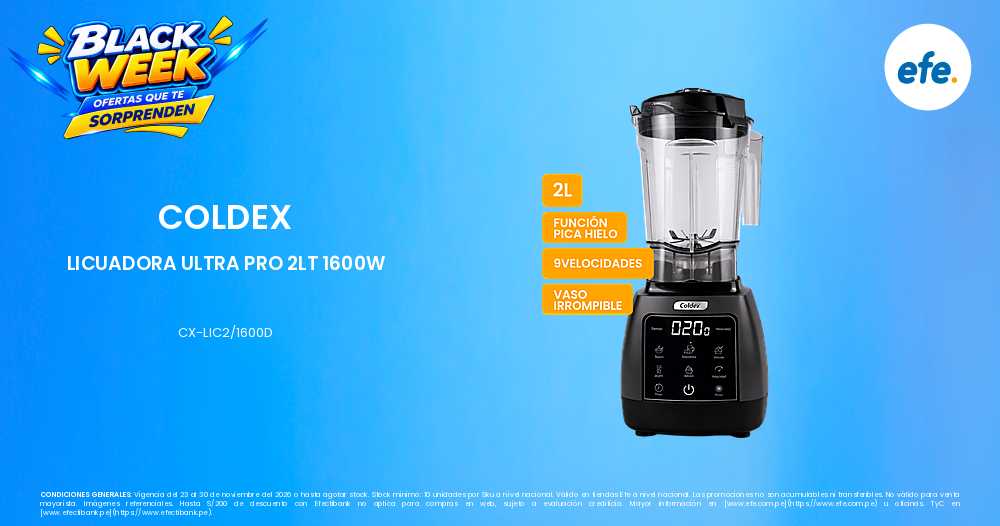 BLACK
WEEK
OFERTAS QUE TE
SORPRENDEN
efe.
COLDEX
LICUADORA ULTRA PRO 2LT 1600W
CX-LIC2/1600D
2L
FUNCIÓN
PICA HIELO
9VELOCIDADES
VASO
IRROMPIBLE
Coldex
Tiempo 020 Velocidad
CONDICIONES GENERALES: Vigencia del 23 al 30 de noviembre del 2026 o hasta agotar stock. Stock mínimo: 10 unidades por Sku a nivel nacional. Válido en tiendas Efe a nivel nacional. Las promociones no son acumulables ni transferibles. No válido para venta
mayorista. Imágenes referenciales. Hasta S/200 de descuento con Efectibank no aplica para compras en web, sujeto a evaluación crediticia. Mayor información en [www.efe.com.pe](https://www.efe.com.pe) u oficinas. TyC en
[www.efectibank.pe](https://www.efectibank.pe).